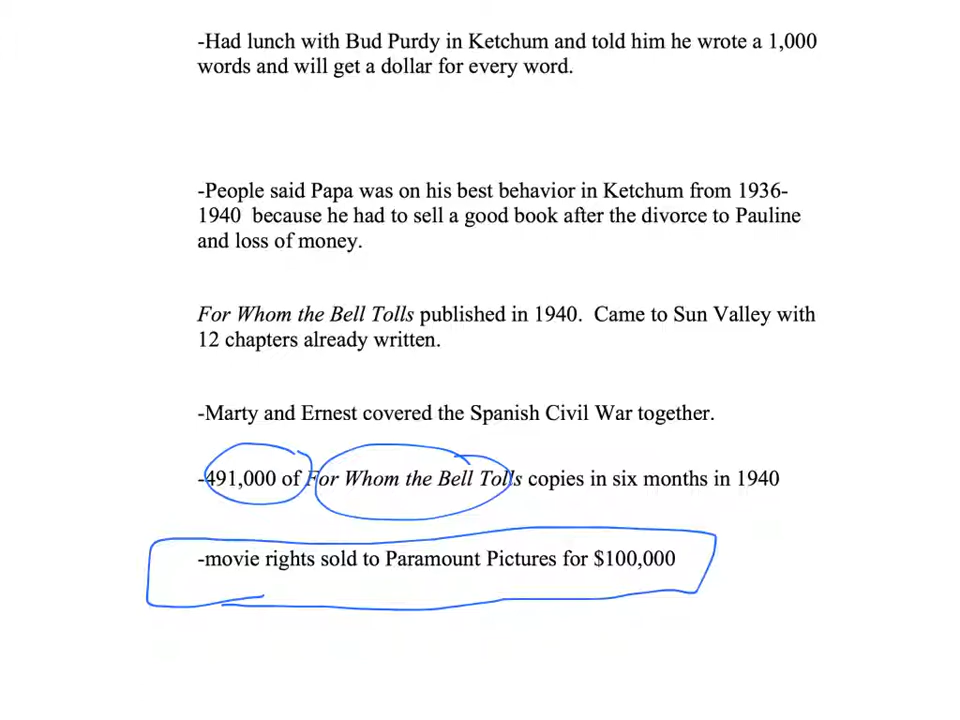 -Had lunch with Bud Purdy in Ketchum and told him he wrote a 1,000
words and will get a dollar for every word.
-People said Papa was on his best behavior in Ketchum from 1936-
1940  because he had to sell a good book after the divorce to Pauline
and loss of money.
For Whom the Bell Tolls published in 1940.  Came to Sun Valley with
12 chapters already written.
-Marty and Ernest covered the Spanish Civil War together.
-491,000 of For Whom the Bell Tolls copies in six months in 1940
-movie rights sold to Paramount Pictures for $100,000